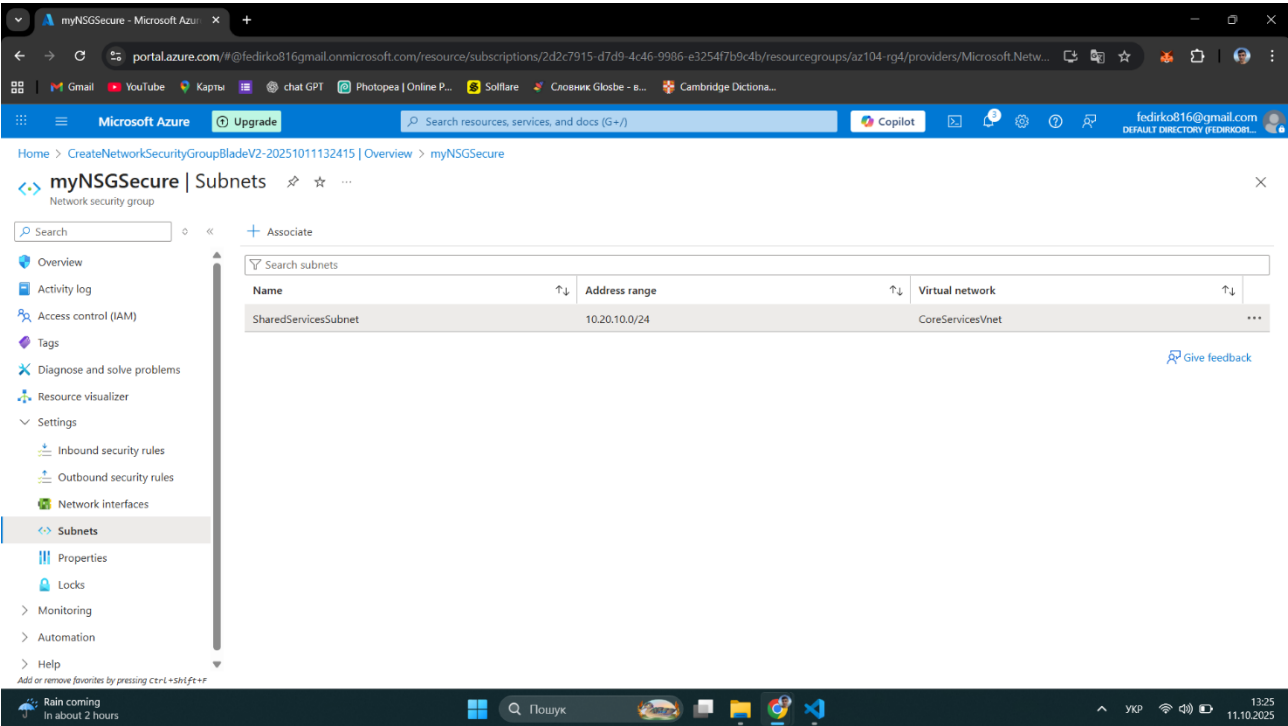 myNSGSecure - Microsoft Azur
portal.azure.com/#@fedirko816gmail.onmicrosoft.com/resource/subscriptions/2d2c7915-d7d9-4c46-9986-e3254f7b9c4b/resourcegroups/az104-rg4/providers/Microsoft.Netw...
Gmail YouTube Карты chat GPT Photopea | Online P... Solflare Словник Glosbe - в... Cambridge Dictiona...
Microsoft Azure Upgrade Search resources, services, and docs (G+/) Copilot 3 fedirko816@gmail.com
DEFAULT DIRECTORY (FEDIRKO81...
Home > CreateNetworkSecurityGroupBladeV2-20251011132415 | Overview > myNSGSecure
myNSGSecure | Subnets
Network security group
Search
Associate
Overview
Search subnets
Activity log
Name Address range Virtual network
Access control (IAM)
SharedServicesSubnet 10.20.10.0/24 CoreServicesVnet
Tags
Give feedback
Diagnose and solve problems
Resource visualizer
Settings
Inbound security rules
Outbound security rules
Network interfaces
Subnets
Properties
Locks
Monitoring
Automation
Help
Add or remove favorites by pressing Ctrl+Shift+F
Rain coming
In about 2 hours
Пошук
УКР
13:25
11.10.2025